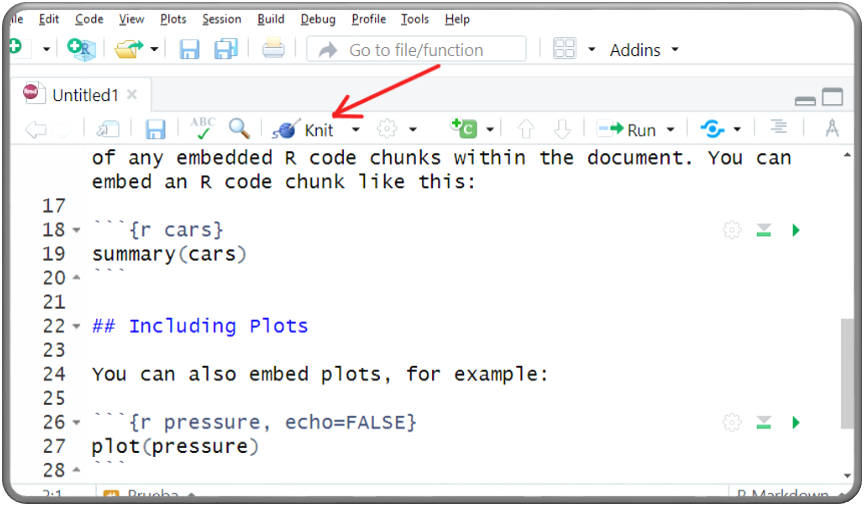 File Edit Code View Plots Session Build Debug Profile Tools Help
Go to file/function Addins
Untitled1
ABC Knit Run
of any embedded R code chunks within the document. You can
embed an R code chunk like this:
17
18 ```{r cars}
19 summary(cars)
20 ```
21
22 ## Including Plots
23
24 You can also embed plots, for example:
25
26 ```{r pressure, echo=FALSE}
27 plot(pressure)
28 ```
2:1 Prueba R Markdown